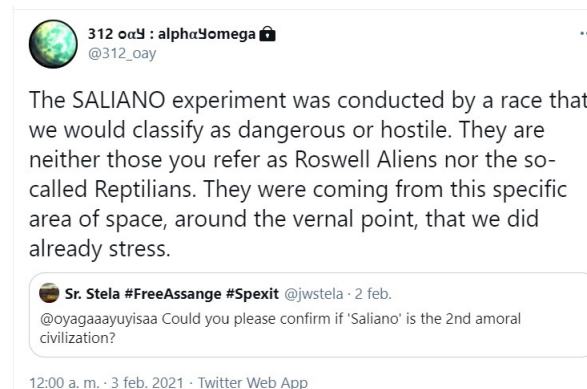 312 oαყ : alphαყomega 🔒
@312_oay
The SALIANO experiment was conducted by a race that
we would classify as dangerous or hostile. They are
neither those you refer as Roswell Aliens nor the so-
called Reptilians. They were coming from this specific
area of space, around the vernal point, that we did
already stress.
Sr. Stela #FreeAssange #Spexit @jwstela · 2 feb.
@oyagaaayuyisaa Could you please confirm if 'Saliano' is the 2nd amoral
civilization?
12:00 a. m. · 3 feb. 2021 · Twitter Web App